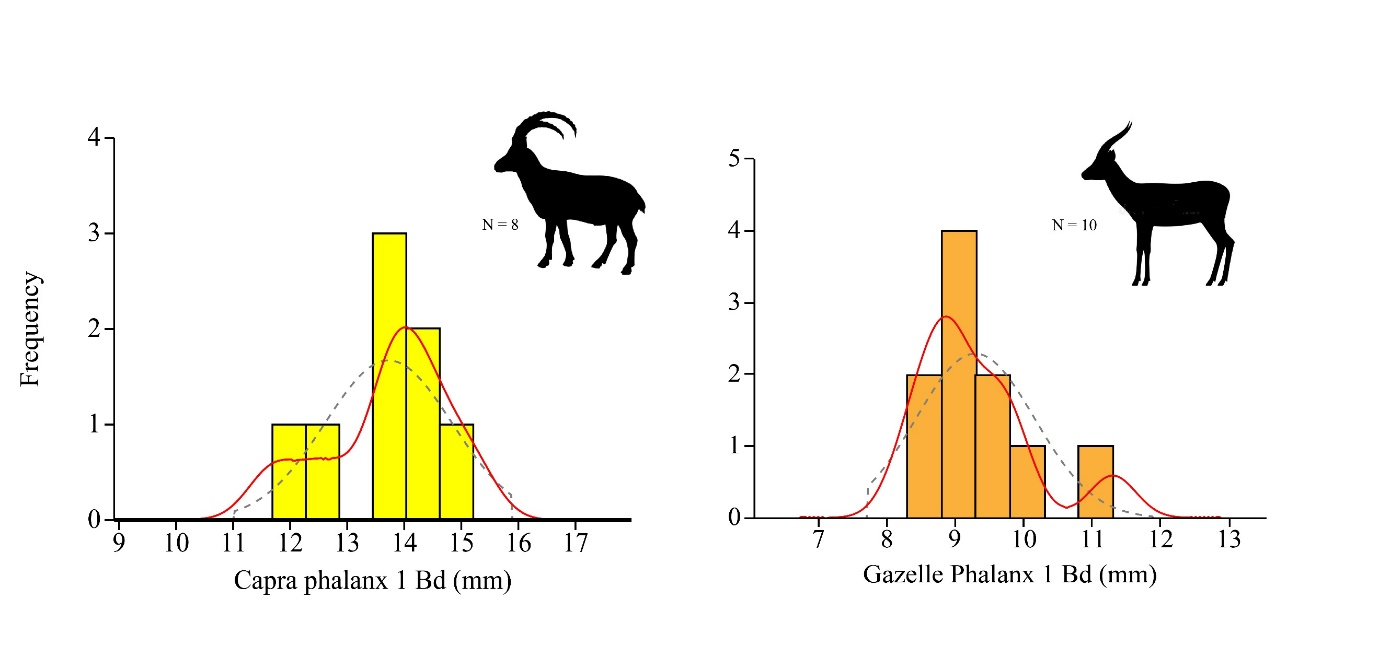 Frequency
4
3
2
1
0
9 10 11 12 13 14 15 16 17
Capra phalanx 1 Bd (mm)
N = 8
5
4
3
2
1
0
7 8 9 10 11 12 13
Gazelle Phalanx 1 Bd (mm)
N = 10